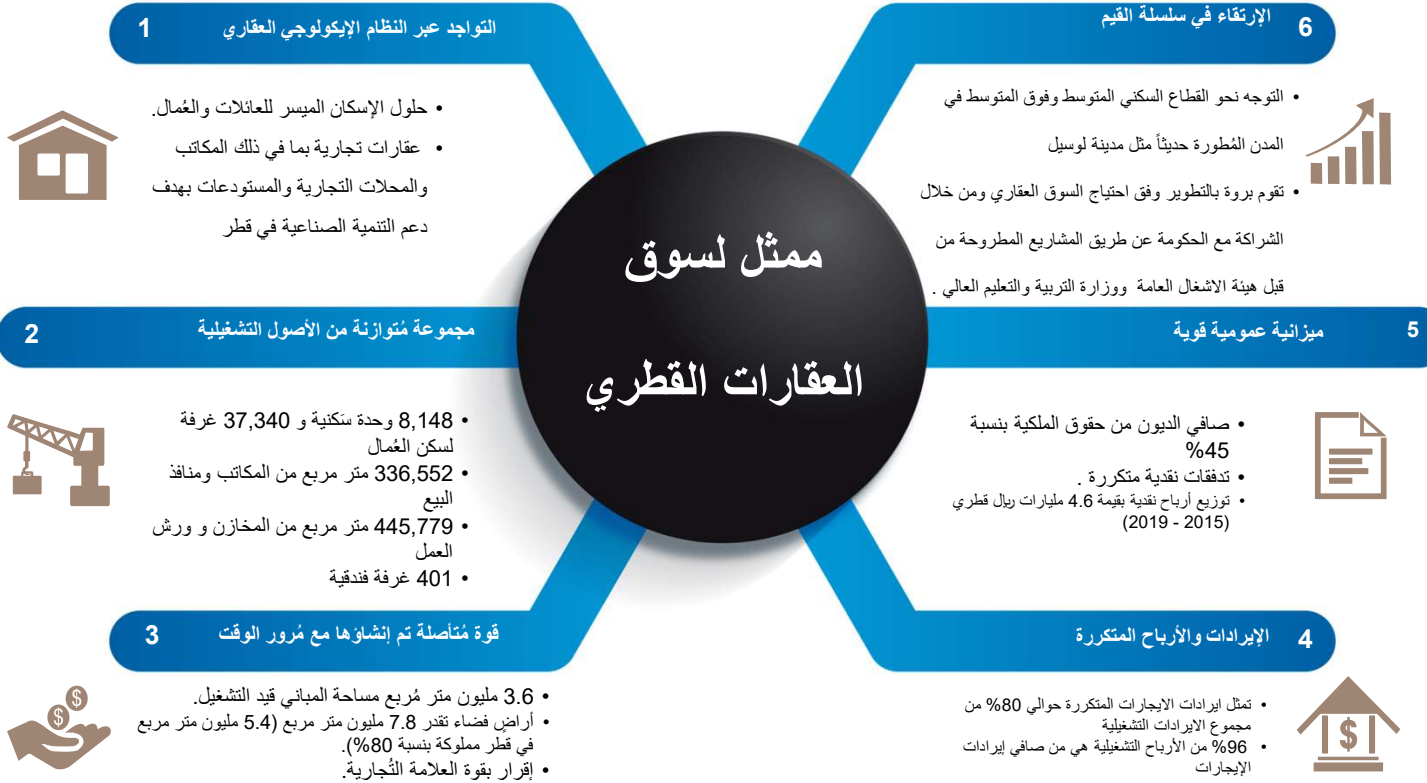 1 التواجد عبر النظام الإيكولوجي العقاري
• حلول الإسكان الميسر للعائلات والعُمال.
• عقارات تجارية بما في ذلك المكاتب
والمحلات التجارية والمستودعات بهدف
دعم التنمية الصناعية في قطر
2 مجموعة مُتوازنة من الأصول التشغيلية
• 8,148 وحدة سَكنية و 37,340 غرفة
لسكن العُمال
• 336,552 متر مربع من المكاتب ومنافذ
البيع
• 445,779 متر مربع من المخازن و ورش
العمل
• 401 غرفة فندقية
3 قوة مُتأصلة تم إنشاؤها مع مُرور الوقت
• 3.6 مليون متر مُربع مساحة المباني قيد التشغيل.
• أراضٍ فضاء تقدر 7.8 مليون متر مربع (5.4 مليون متر مربع
في قطر مملوكة بنسبة 80%).
• إقرار بقوة العلامة التُجارية.
ممثل لسوق
العقارات القطري
6 الإرتقاء في سلسلة القيم
• التوجه نحو القطاع السكني المتوسط وفوق المتوسط في
المدن المُطورة حديثاً مثل مدينة لوسيل
• تقوم بروة بالتطوير وفق احتياج السوق العقاري ومن خلال
الشراكة مع الحكومة عن طريق المشاريع المطروحة من
قبل هيئة الاشغال العامة ووزارة التربية والتعليم العالي .
5 ميزانية عمومية قوية
• صافي الديون من حقوق الملكية بنسبة
45%
• تدفقات نقدية متكررة .
• توزيع أرباح نقدية بقيمة 4.6 مليارات ريال قطري
(2015 - 2019)
4 الإيرادات والأرباح المتكررة
• تمثل ايرادات الايجارات المتكررة حوالي 80% من
مجموع الايرادات التشغيلية
• 96% من الأرباح التشغيلية هي من صافي إيرادات
الإيجارات
$
$
$